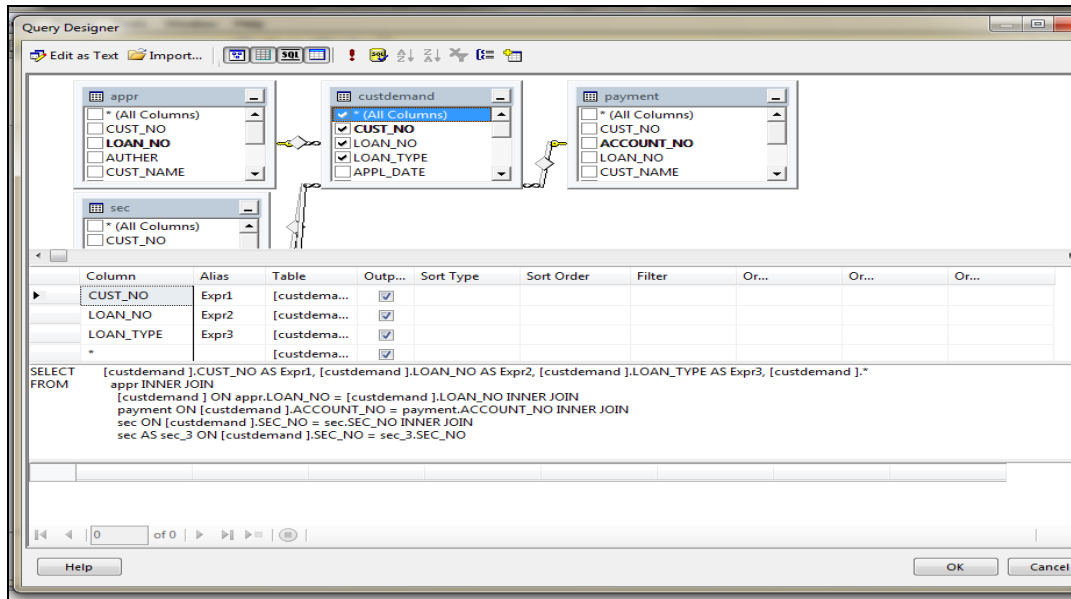 Query Designer
Edit as Text Import... SQL
appr
* (All Columns)
CUST_NO
LOAN_NO
AUTHER
CUST_NAME
custdemand
* (All Columns)
CUST_NO
LOAN_NO
LOAN_TYPE
APPL_DATE
payment
* (All Columns)
CUST_NO
ACCOUNT_NO
LOAN_NO
CUST_NAME
sec
* (All Columns)
CUST_NO
Column Alias Table Outp... Sort Type Sort Order Filter Or... Or... Or...
CUST_NO Expr1 [custdema...
LOAN_NO Expr2 [custdema...
LOAN_TYPE Expr3 [custdema...
* [custdema...
SELECT [custdemand ].CUST_NO AS Expr1, [custdemand ].LOAN_NO AS Expr2, [custdemand ].LOAN_TYPE AS Expr3, [custdemand ].*
FROM appr INNER JOIN
[custdemand ] ON appr.LOAN_NO = [custdemand ].LOAN_NO INNER JOIN
payment ON [custdemand ].ACCOUNT_NO = payment.ACCOUNT_NO INNER JOIN
sec ON [custdemand ].SEC_NO = sec.SEC_NO INNER JOIN
sec AS sec_3 ON [custdemand ].SEC_NO = sec_3.SEC_NO
0 of 0
Help OK Cancel